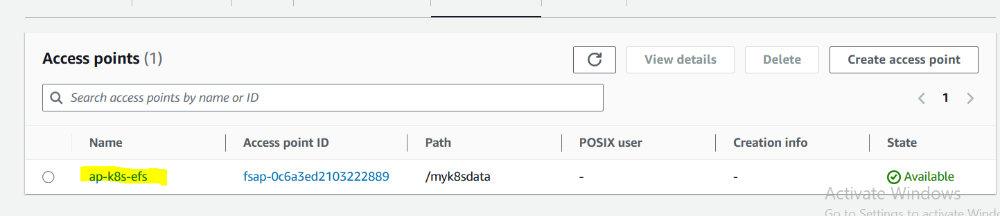 Access points (1)
View details
Delete
Create access point
Search access points by name or ID
1
Name
Access point ID
Path
POSIX user
Creation info
State
ap-k8s-efs
fsap-0c6a3ed2103222889
/myk8sdata
-
-
Available
Activate Windows
Go to Settings to activate Wind